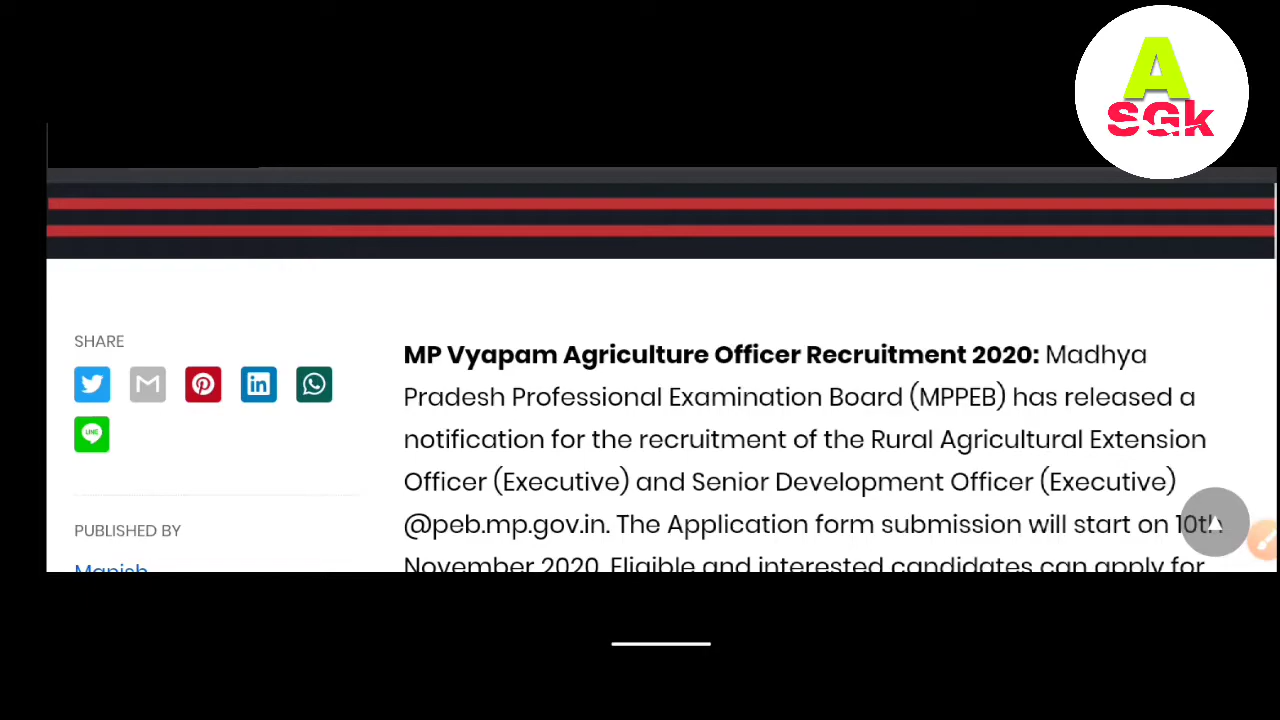 A
SGk
SHARE
LINE
PUBLISHED BY
Manish
MP Vyapam Agriculture Officer Recruitment 2020: Madhya
Pradesh Professional Examination Board (MPPEB) has released a
notification for the recruitment of the Rural Agricultural Extension
Officer (Executive) and Senior Development Officer (Executive)
@peb.mp.gov.in. The Application form submission will start on 10th
November 2020. Eligible and interested candidates can apply for